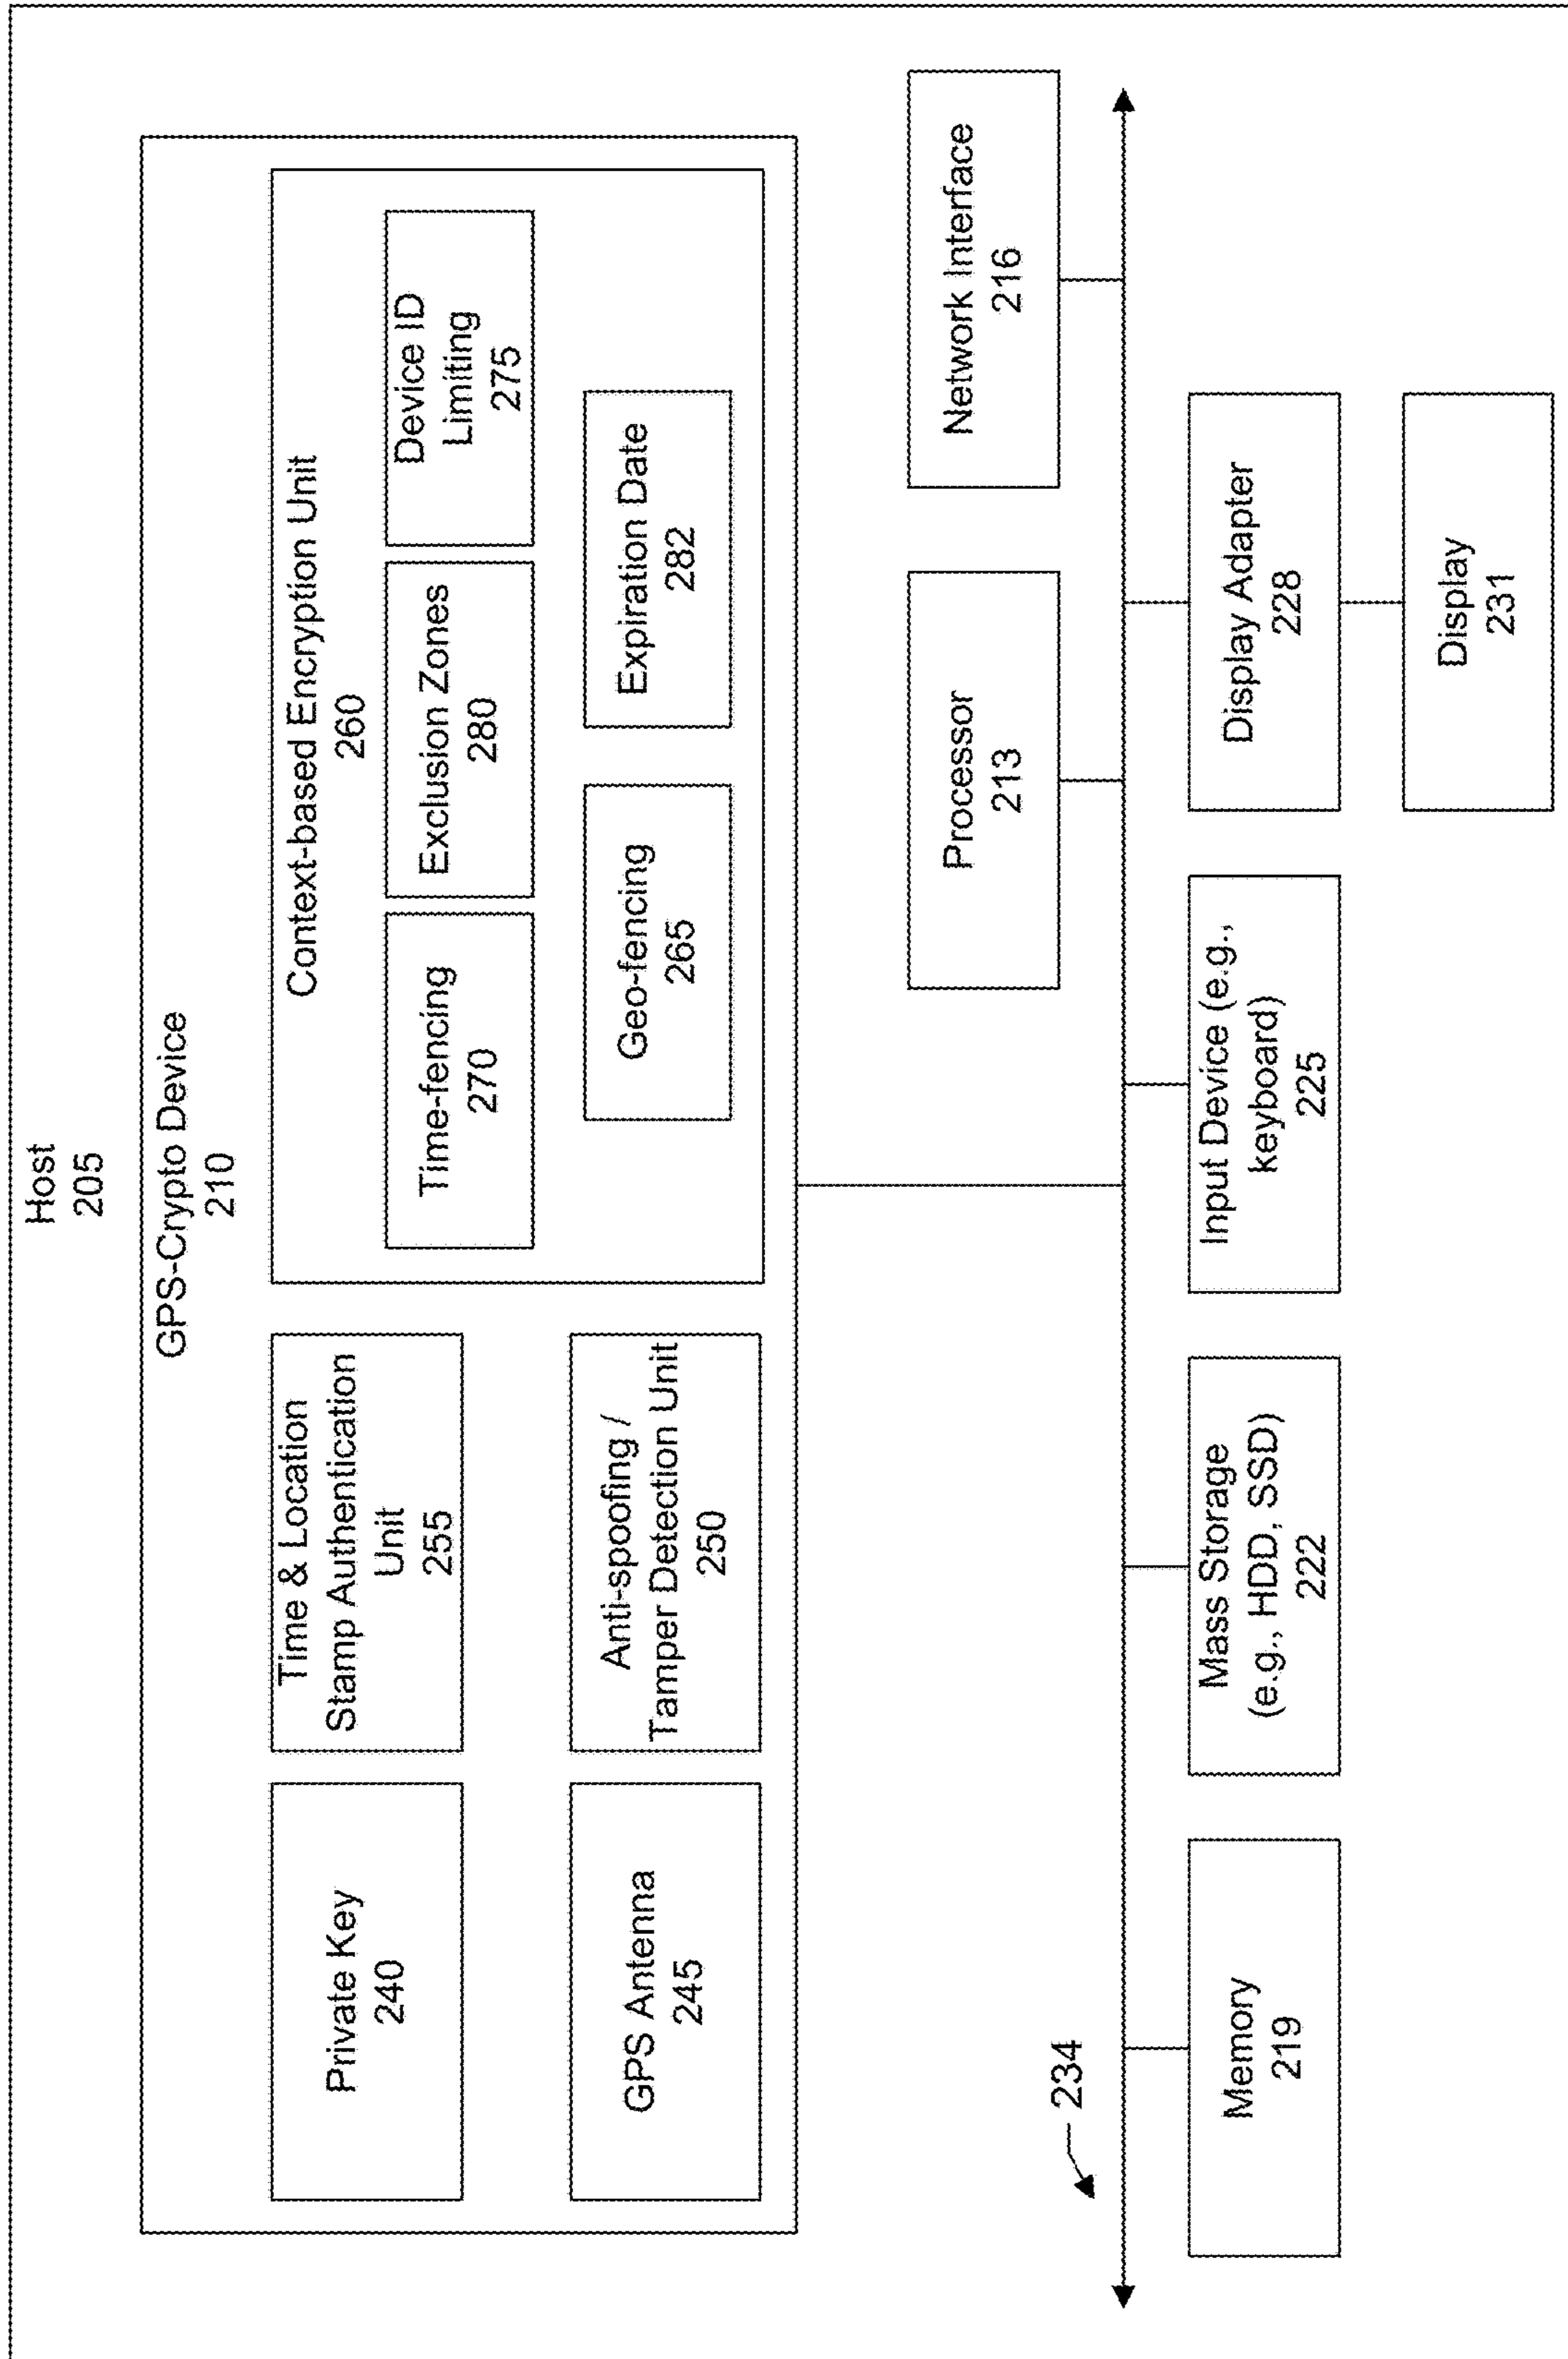 Host
205
GPS-Crypto Device
210
Private Key
240
Time & Location
Stamp Authentication
Unit
255
Context-based Encryption Unit
260
Time-fencing
270
Exclusion Zones
280
Device ID
Limiting
275
GPS Antenna
245
Anti-spoofing /
Tamper Detection Unit
250
Geo-fencing
265
Expiration Date
282
Processor
213
Network Interface
216
234
Memory
219
Mass Storage
(e.g., HDD, SSD)
222
Input Device (e.g.,
keyboard)
225
Display Adapter
228
Display
231